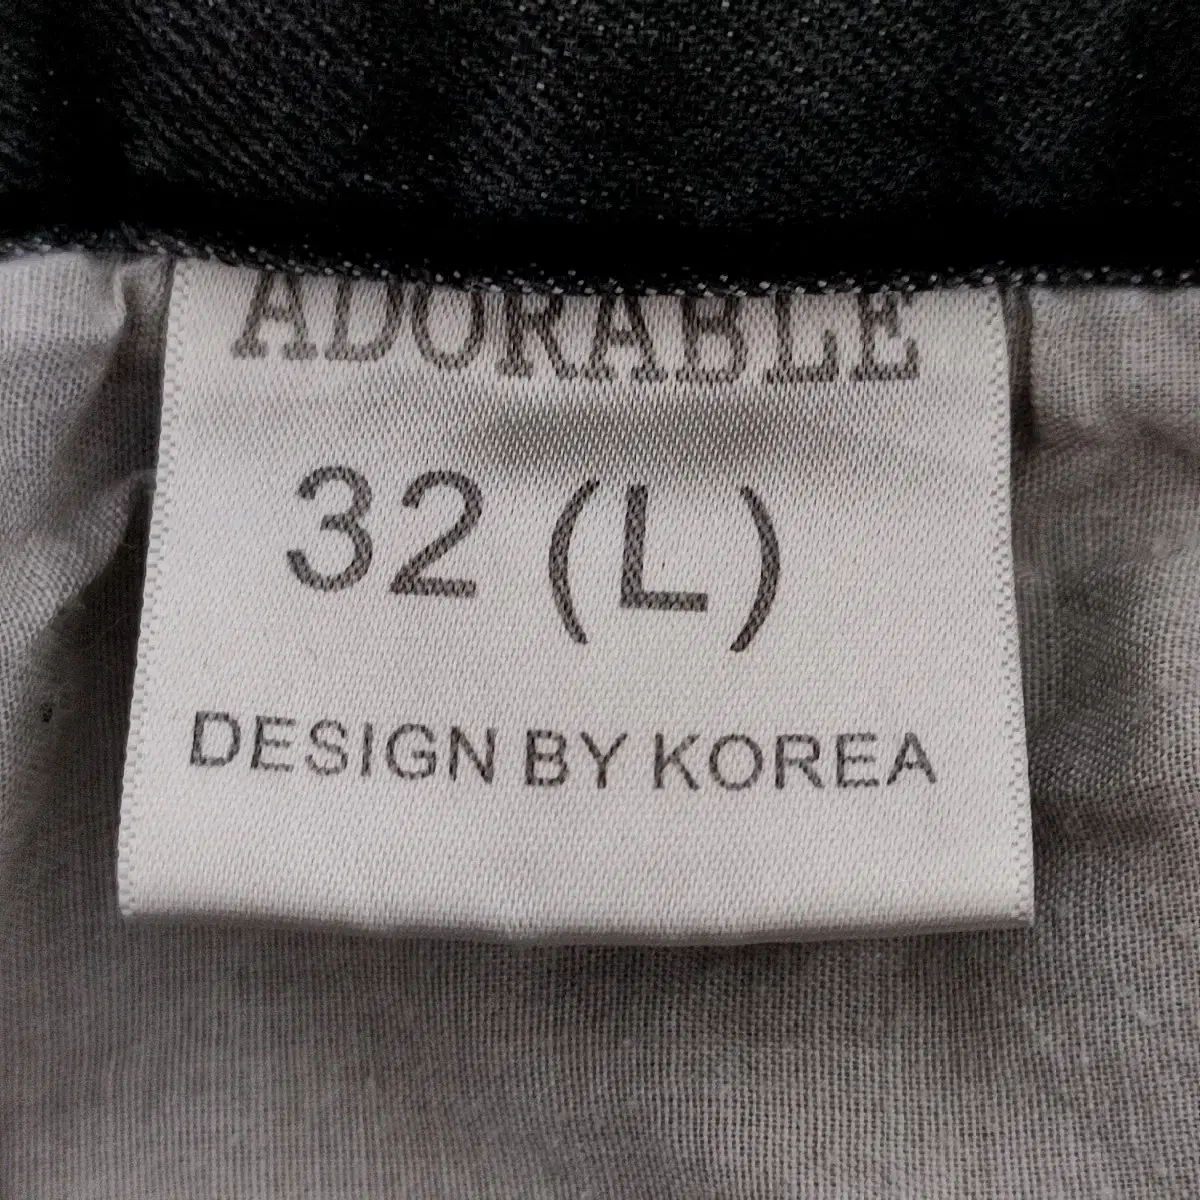 ADORABLE
32 (L)
DESIGN BY KOREA